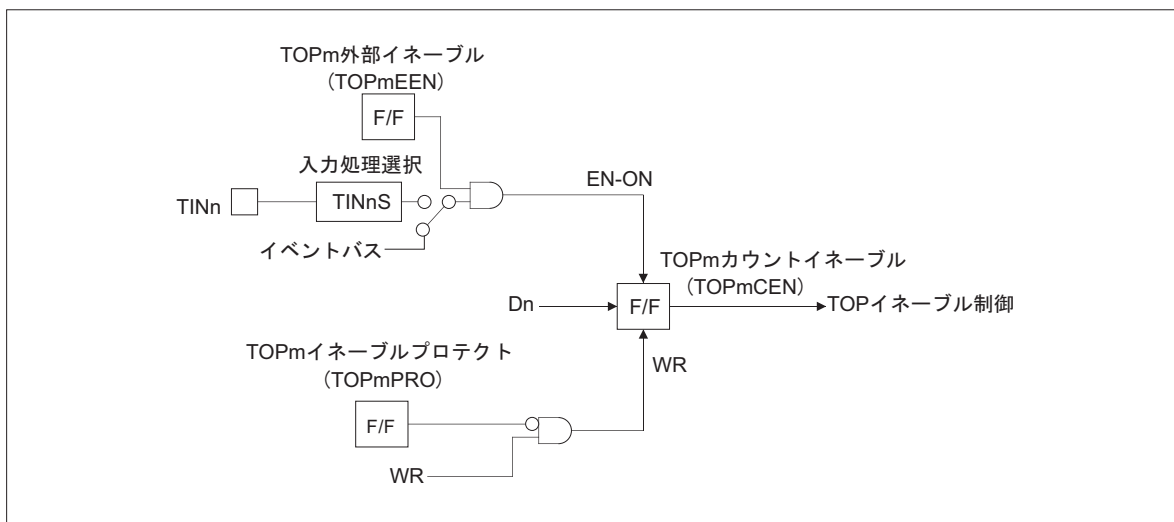 TOPm外部イネーブル
（TOPmEEN）
F/F
入力処理選択
TINn
TINnS
イベントバス
EN-ON
TOPmカウントイネーブル
（TOPmCEN）
Dn
F/F
TOPイネーブル制御
TOPmイネーブルプロテクト
（TOPmPRO）
WR
F/F
WR